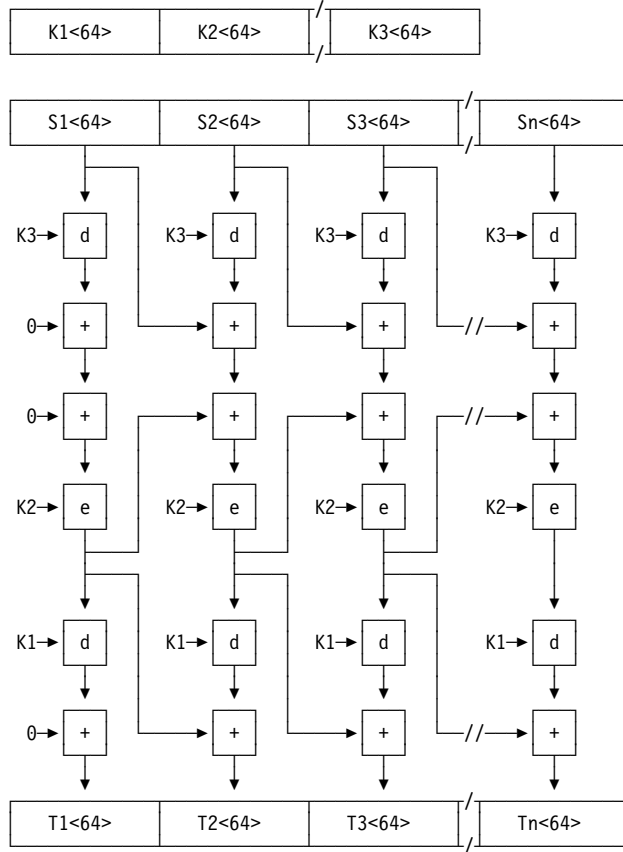 K1<64> K2<64> / / K3<64>
S1<64> S2<64> S3<64> / / Sn<64>
K3 d K3 d K3 d K3 d
0 + + + // +
0 + + + // +
K2 e K2 e K2 e K2 e
K1 d K1 d K1 d K1 d
0 + + + // +
T1<64> T2<64> T3<64> / / Tn<64>